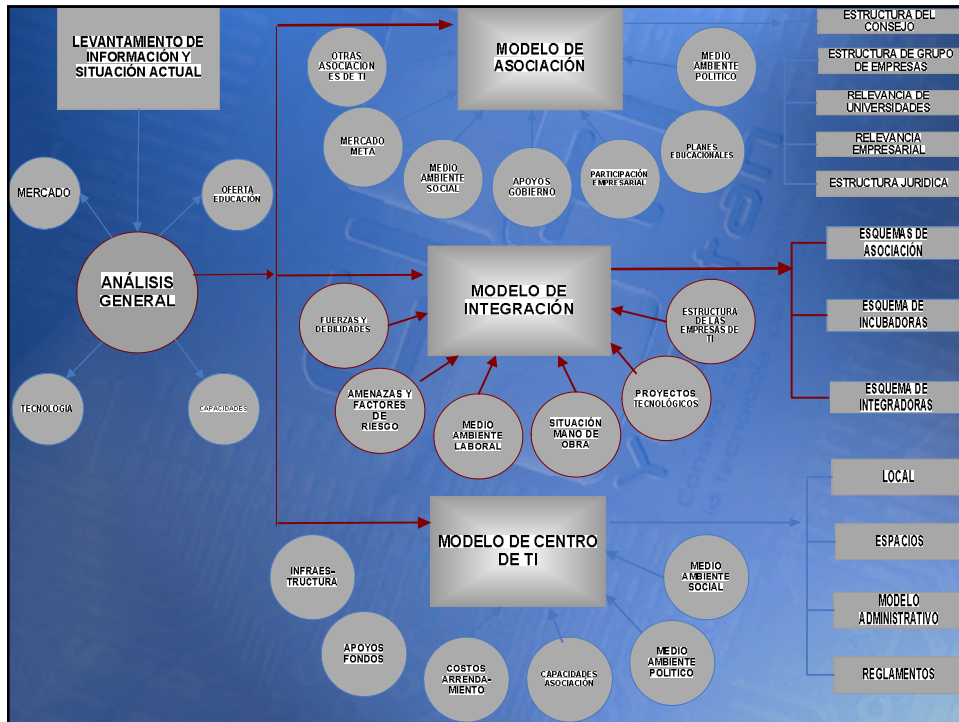 LEVANTAMIENTO DE
INFORMACIÓN Y
SITUACIÓN ACTUAL
MERCADO
OFERTA
EDUCACIÓN
ANÁLISIS
GENERAL
TECNOLOGIA
CAPACIDADES
MODELO DE
ASOCIACIÓN
OTRAS
ASOCIACION
ES DE TI
MERCADO
META
MEDIO
AMBIENTE
SOCIAL
APOYOS
GOBIERNO
PARTICIPACIÓN
EMPRESARIAL
PLANES
EDUCACIONALES
MEDIO
AMBIENTE
POLITICO
ESTRUCTURA DEL
CONSEJO
ESTRUCTURA DE GRUPO
DE EMPRESAS
RELEVANCIA DE
UNIVERSIDADES
RELEVANCIA
EMPRESARIAL
ESTRUCTURA JURIDICA
MODELO DE
INTEGRACIÓN
FUERZAS Y
DEBILIDADES
AMENAZAS Y
FACTORES
DE
RIESGO
MEDIO
AMBIENTE
LABORAL
SITUACIÓN
MANO DE
OBRA
PROYECTOS
TECNOLÓGICOS
ESTRUCTURA
DE LAS
EMPRESAS DE
TI
ESQUEMAS DE
ASOCIACIÓN
ESQUEMA DE
INCUBADORAS
ESQUEMA DE
INTEGRADORAS
MODELO DE CENTRO
DE TI
INFRAES-
TRUCTURA
APOYOS
FONDOS
COSTOS
ARRENDA-
MIENTO
CAPACIDADES
ASOCIACIÓN
MEDIO
AMBIENTE
POLITICO
MEDIO
AMBIENTE
SOCIAL
LOCAL
ESPACIOS
MODELO
ADMINISTRATIVO
REGLAMENTOS